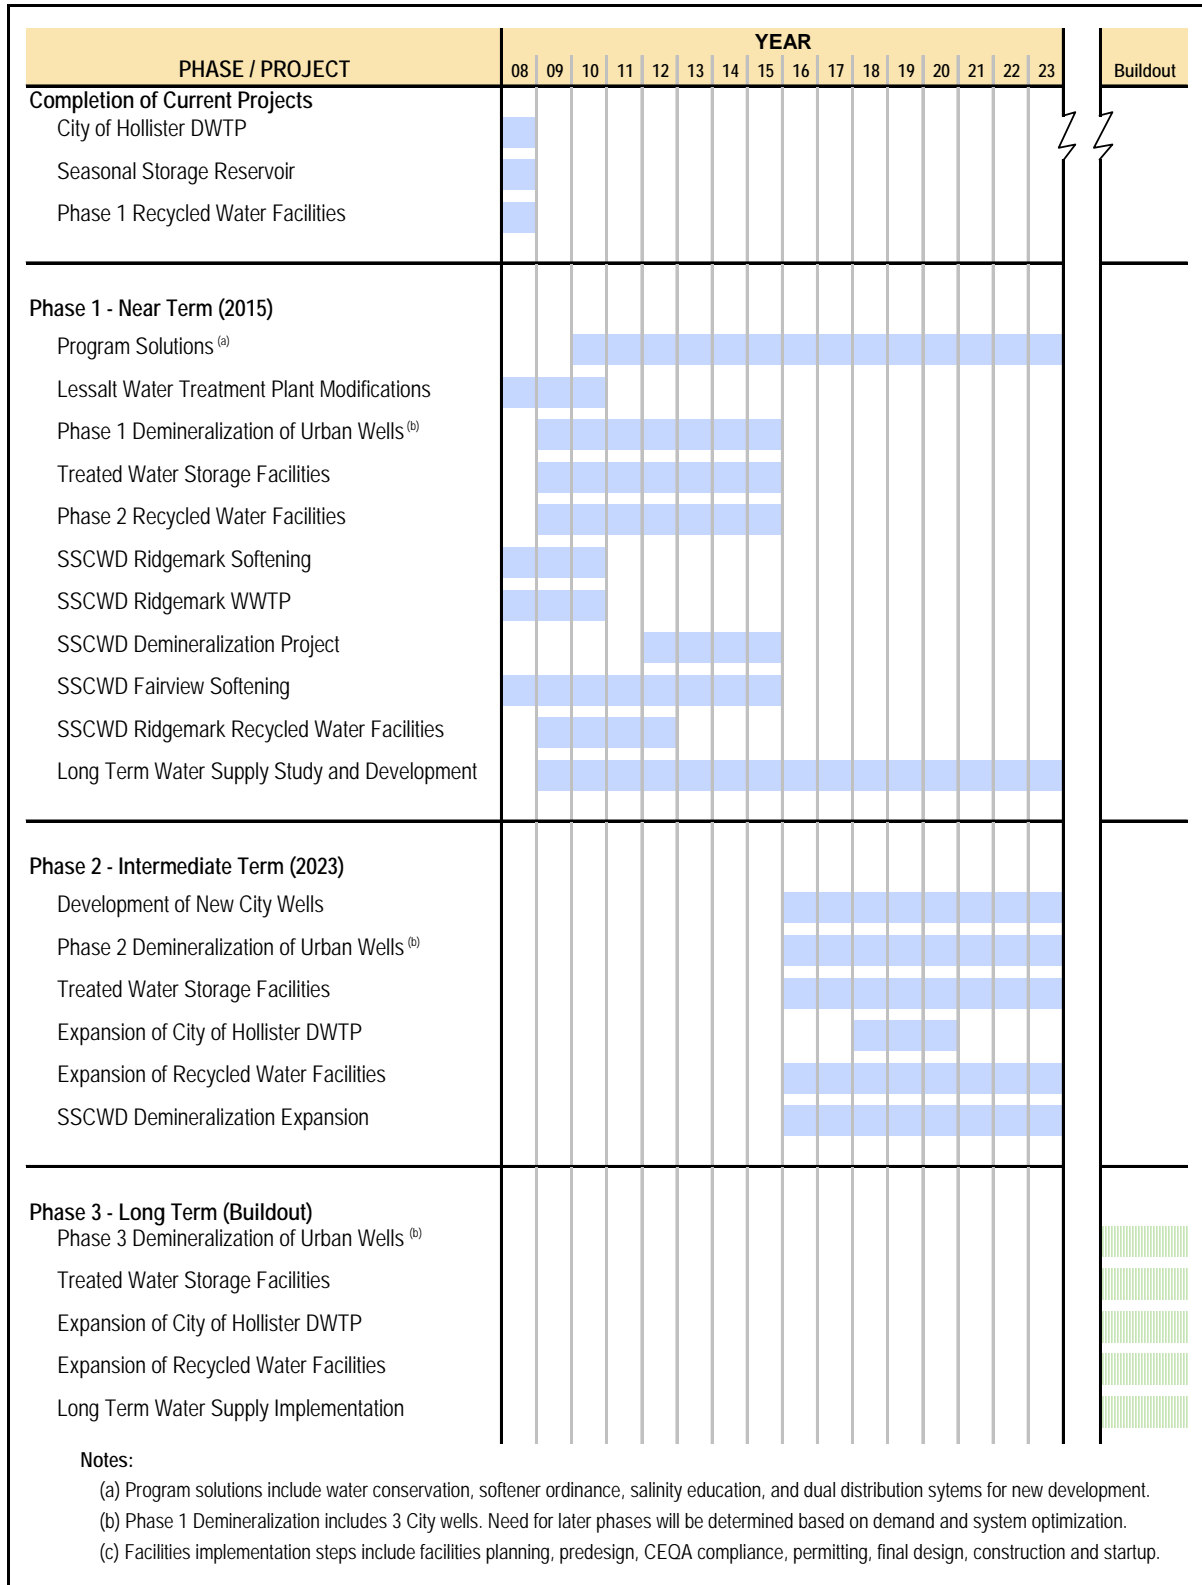 YEAR
PHASE / PROJECT 08 09 10 11 12 13 14 15 16 17 18 19 20 21 22 23 Buildout
Completion of Current Projects
City of Hollister DWTP
Seasonal Storage Reservoir
Phase 1 Recycled Water Facilities
Phase 1 - Near Term (2015)
Program Solutions (a)
Lessalt Water Treatment Plant Modifications
Phase 1 Demineralization of Urban Wells (b)
Treated Water Storage Facilities
Phase 2 Recycled Water Facilities
SSCWD Ridgemark Softening
SSCWD Ridgemark WWTP
SSCWD Demineralization Project
SSCWD Fairview Softening
SSCWD Ridgemark Recycled Water Facilities
Long Term Water Supply Study and Development
Phase 2 - Intermediate Term (2023)
Development of New City Wells
Phase 2 Demineralization of Urban Wells (b)
Treated Water Storage Facilities
Expansion of City of Hollister DWTP
Expansion of Recycled Water Facilities
SSCWD Demineralization Expansion
Phase 3 - Long Term (Buildout)
Phase 3 Demineralization of Urban Wells (b)
Treated Water Storage Facilities
Expansion of City of Hollister DWTP
Expansion of Recycled Water Facilities
Long Term Water Supply Implementation
Notes:
(a) Program solutions include water conservation, softener ordinance, salinity education, and dual distribution sytems for new development.
(b) Phase 1 Demineralization includes 3 City wells. Need for later phases will be determined based on demand and system optimization.
(c) Facilities implementation steps include facilities planning, predesign, CEQA compliance, permitting, final design, construction and startup.